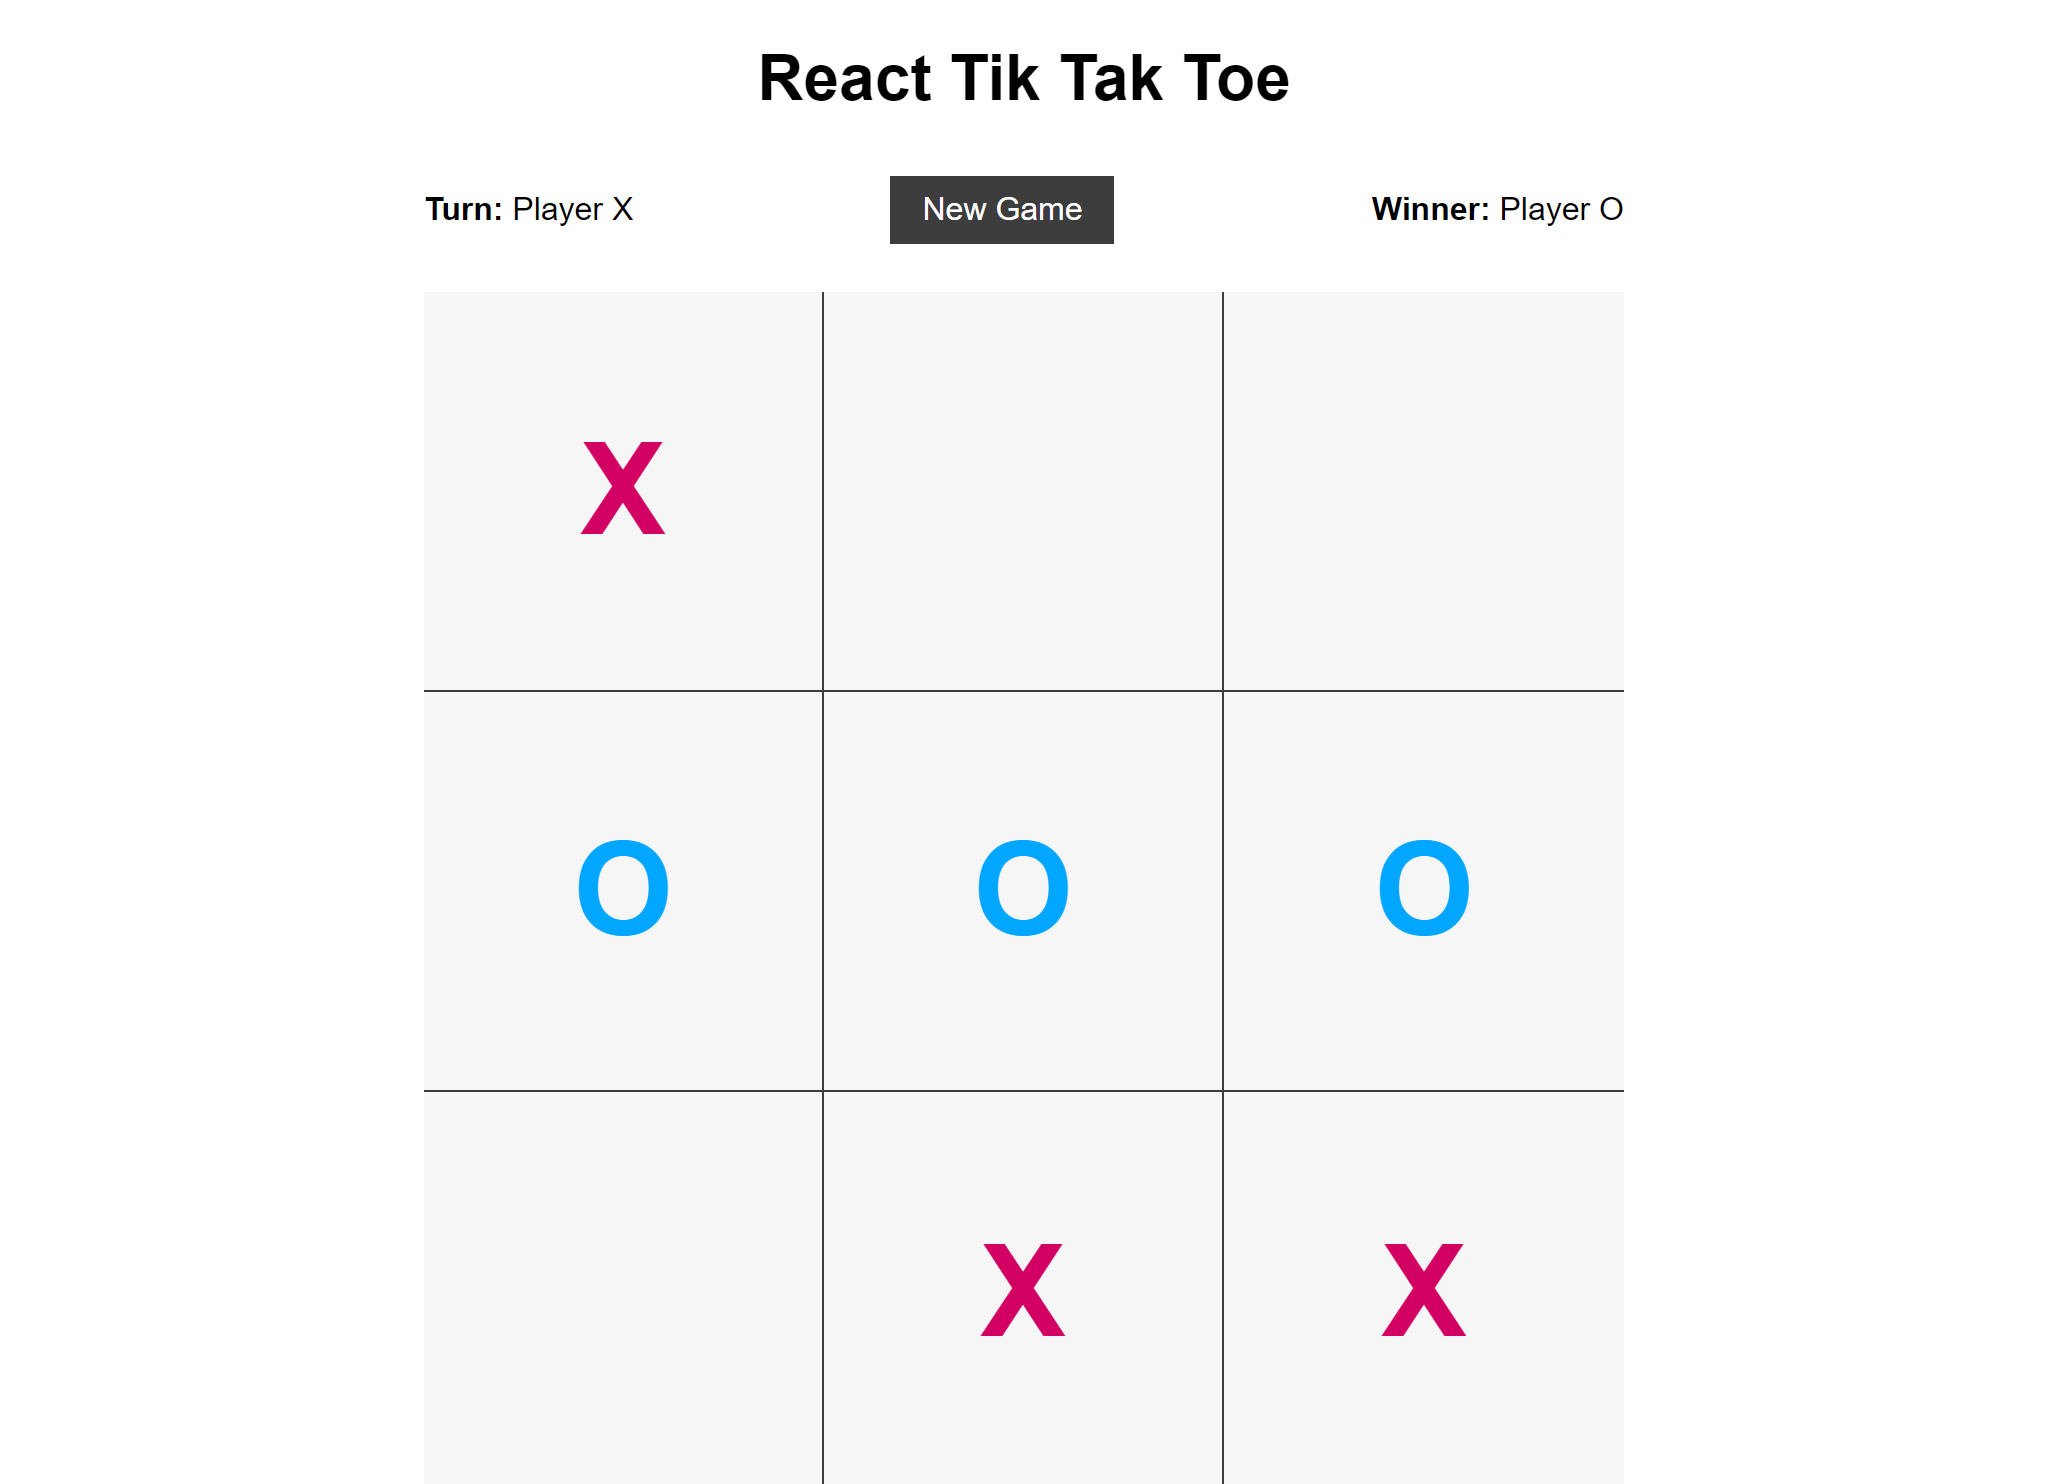 React Tik Tak Toe
Turn: Player X New Game Winner: Player O
X
O O O
X X